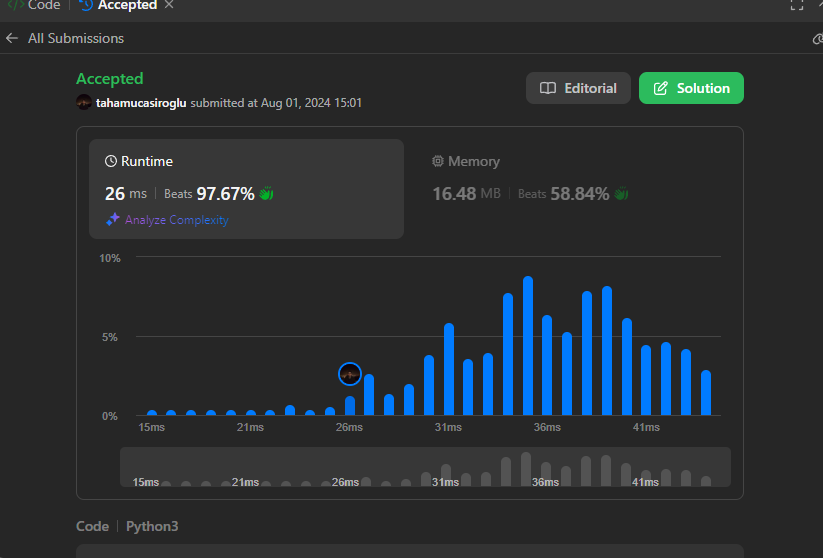 Code | Accepted ×
All Submissions
Accepted
tahamucasiroglu submitted at Aug 01, 2024 15:01
Editorial
Solution
Runtime
26 ms | Beats 97.67%
Analyze Complexity
Memory
16.48 MB | Beats 58.84%
10%
5%
0%
15ms 21ms 26ms 31ms 36ms 41ms
15ms 21ms 26ms 31ms 36ms 41ms
Code | Python3